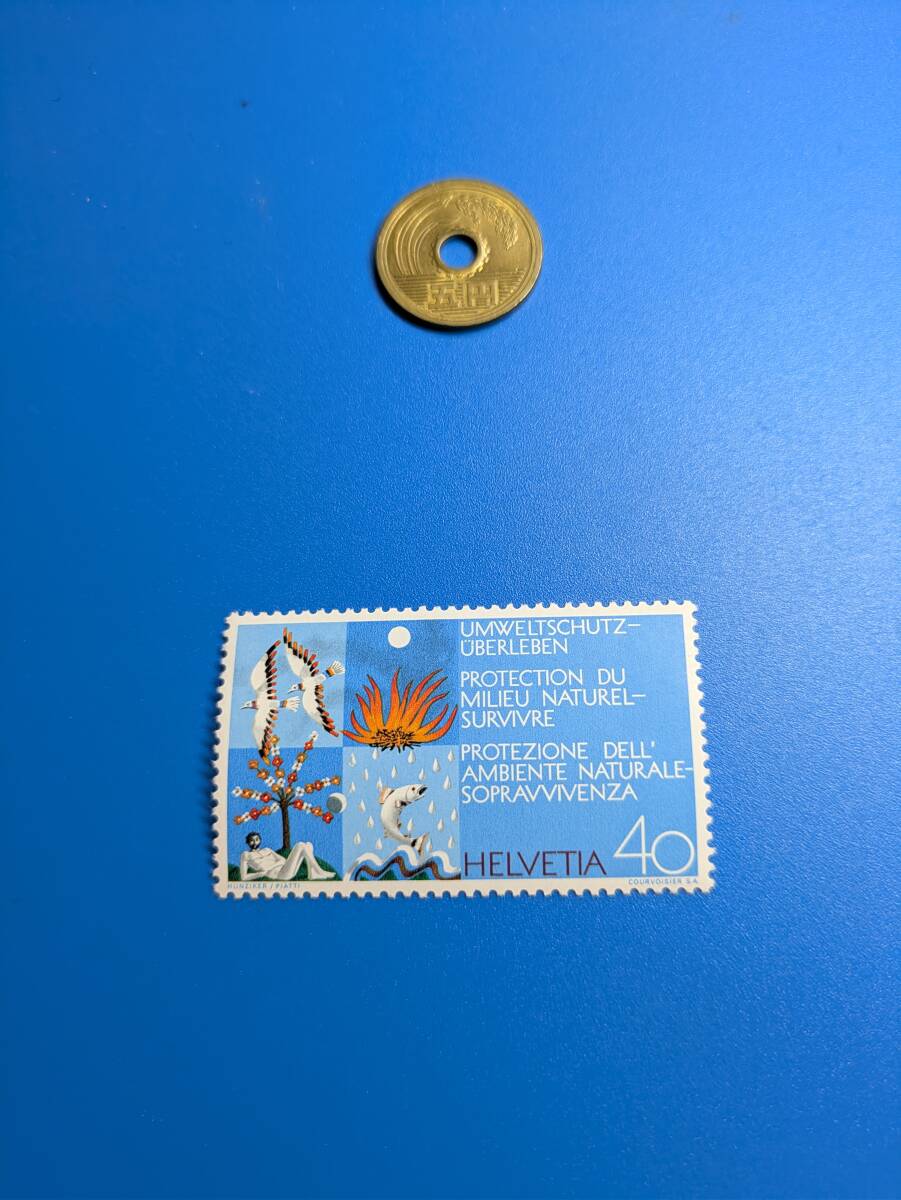 五円
UMWELTSCHUTZ–
ÜBERLEBEN
PROTECTION DU
MILIEU NATUREL–
SURVIVRE
PROTEZIONE DELL'
AMBIENTE NATURALE–
SOPRAVVIVENZA
HELVETIA 40
HUNZIKER / PIATTI
COURVOISIER S.A.